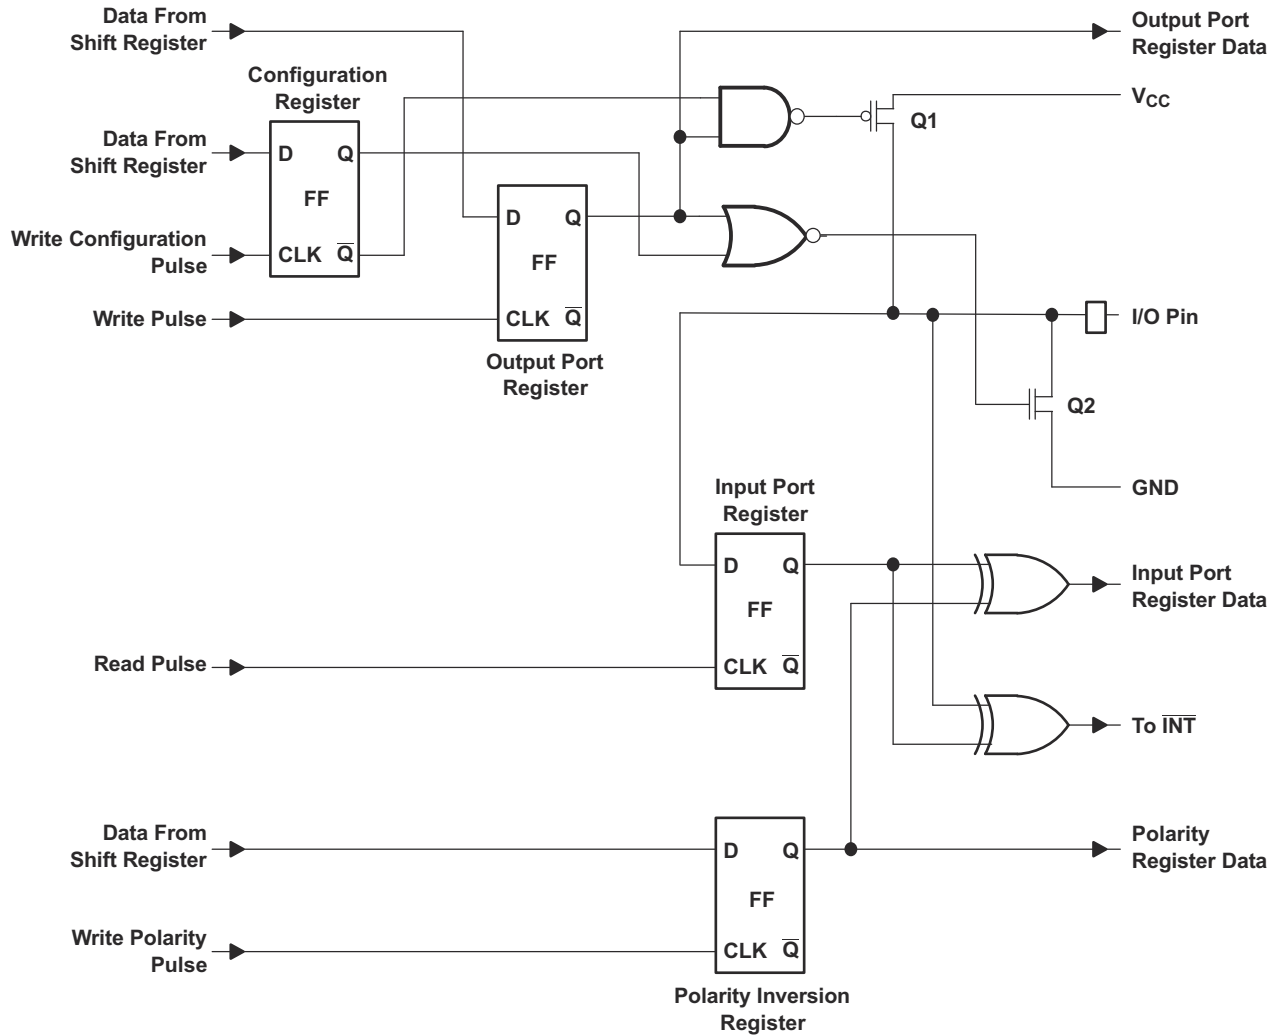 Data From
Shift Register
Output Port
Register Data
Configuration
Register
VCC
Q1
Data From
Shift Register
D
Q
FF
Write Configuration
Pulse
CLK
Q̅
D
Q
FF
CLK
Q̅
Write Pulse
Output Port
Register
I/O Pin
Q2
GND
Input Port
Register
D
Q
FF
CLK
Q̅
Input Port
Register Data
Read Pulse
To I̅N̅T̅
Data From
Shift Register
D
Q
FF
CLK
Q̅
Polarity
Register Data
Write Polarity
Pulse
Polarity Inversion
Register